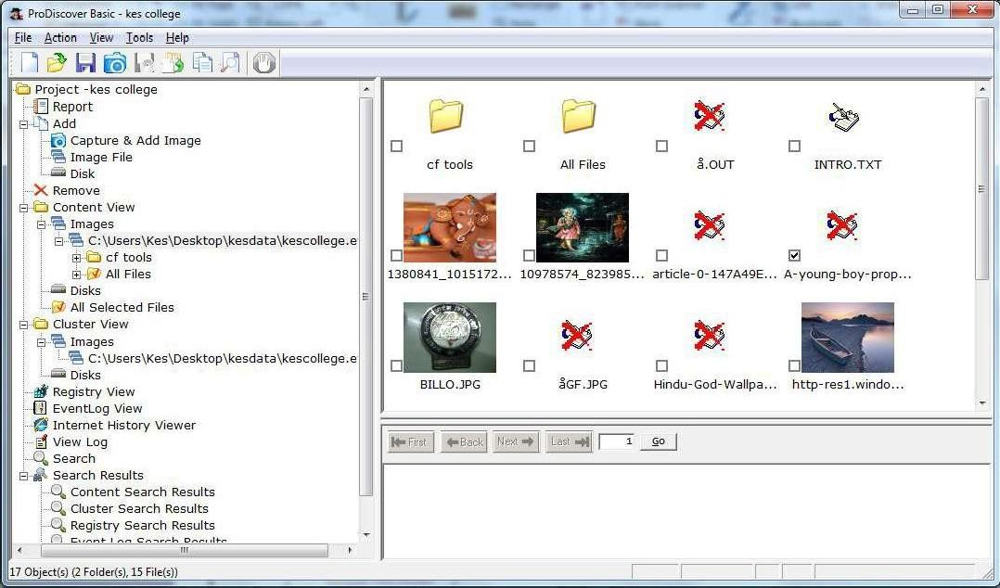 ProDiscover Basic - kes college
File Action View Tools Help
Project -kes college
Report
Add
Capture & Add Image
Image File
Disk
Remove
Content View
Images
C:\Users\Kes\Desktop\kesdata\kescollege.e
cf tools
All Files
Disks
All Selected Files
Cluster View
Images
C:\Users\Kes\Desktop\kesdata\kescollege.e
Disks
Registry View
EventLog View
Internet History Viewer
View Log
Search
Search Results
Content Search Results
Cluster Search Results
Registry Search Results
Event Log Search Results
cf tools All Files å.OUT INTRO.TXT
1380841_1015172... 10978574_823985... article-0-147A49E... A-young-boy-prop...
BILLO.JPG åGF.JPG Hindu-God-Wallpa... http-res1.windo...
First Back Next Last 1 Go
17 Object(s) (2 Folder(s), 15 File(s))